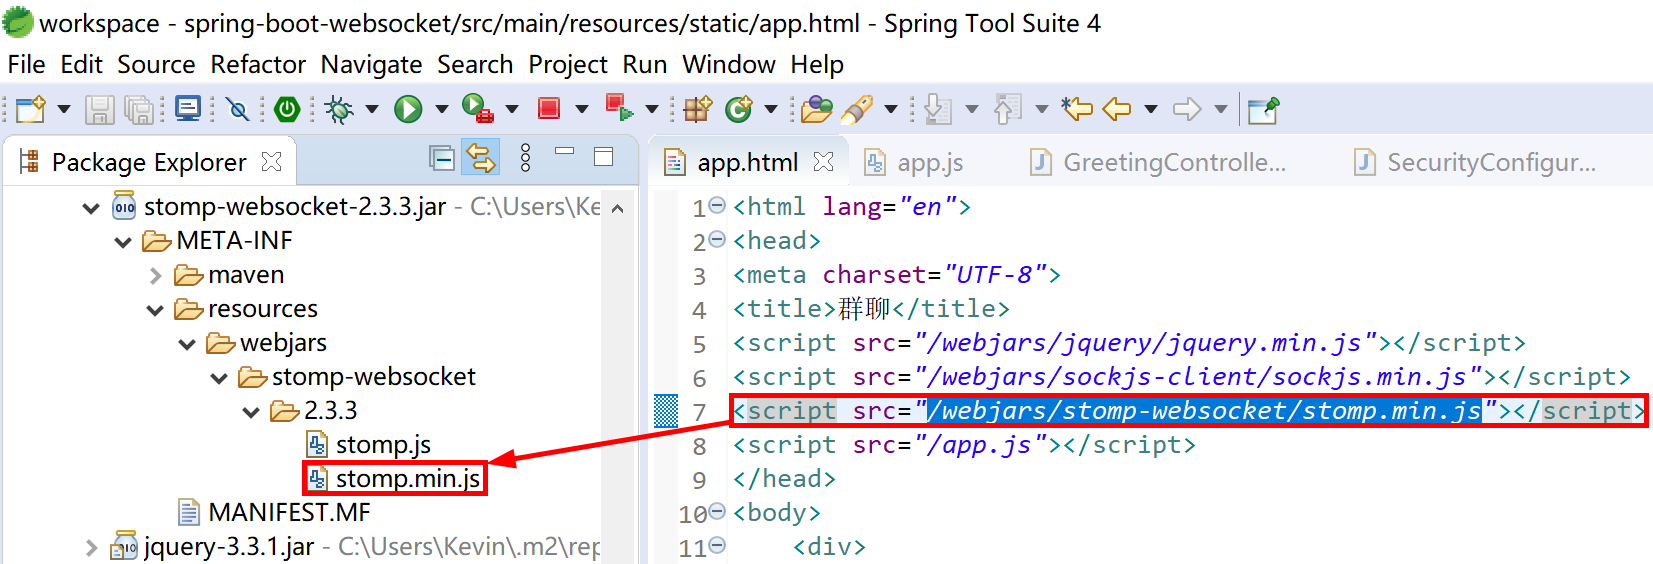 workspace - spring-boot-websocket/src/main/resources/static/app.html - Spring Tool Suite 4
File Edit Source Refactor Navigate Search Project Run Window Help
Package Explorer
stomp-websocket-2.3.3.jar - C:\Users\Ke
META-INF
maven
resources
webjars
stomp-websocket
2.3.3
stomp.js
stomp.min.js
MANIFEST.MF
jquery-3.3.1.jar - C:\Users\Kevin\.m2\rep
app.html app.js GreetingControlle... SecurityConfigur...
1 <html lang="en">
2 <head>
3 <meta charset="UTF-8">
4 <title>群聊</title>
5 <script src="/webjars/jquery/jquery.min.js"></script>
6 <script src="/webjars/sockjs-client/sockjs.min.js"></script>
7 <script src="/webjars/stomp-websocket/stomp.min.js"></script>
8 <script src="/app.js"></script>
9 </head>
10 <body>
11 <div>